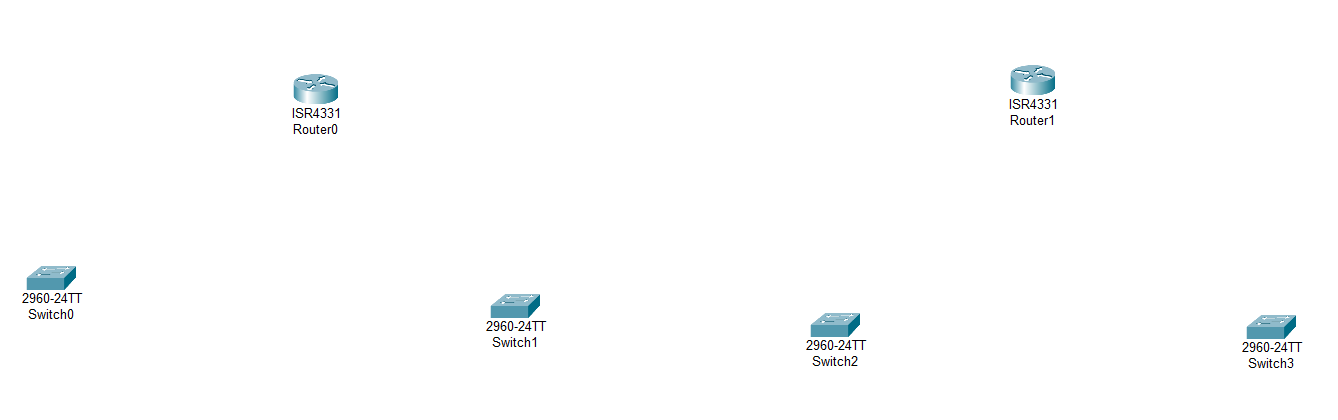 ISR4331
Router0
ISR4331
Router1
2960-24TT
Switch0
2960-24TT
Switch1
2960-24TT
Switch2
2960-24TT
Switch3